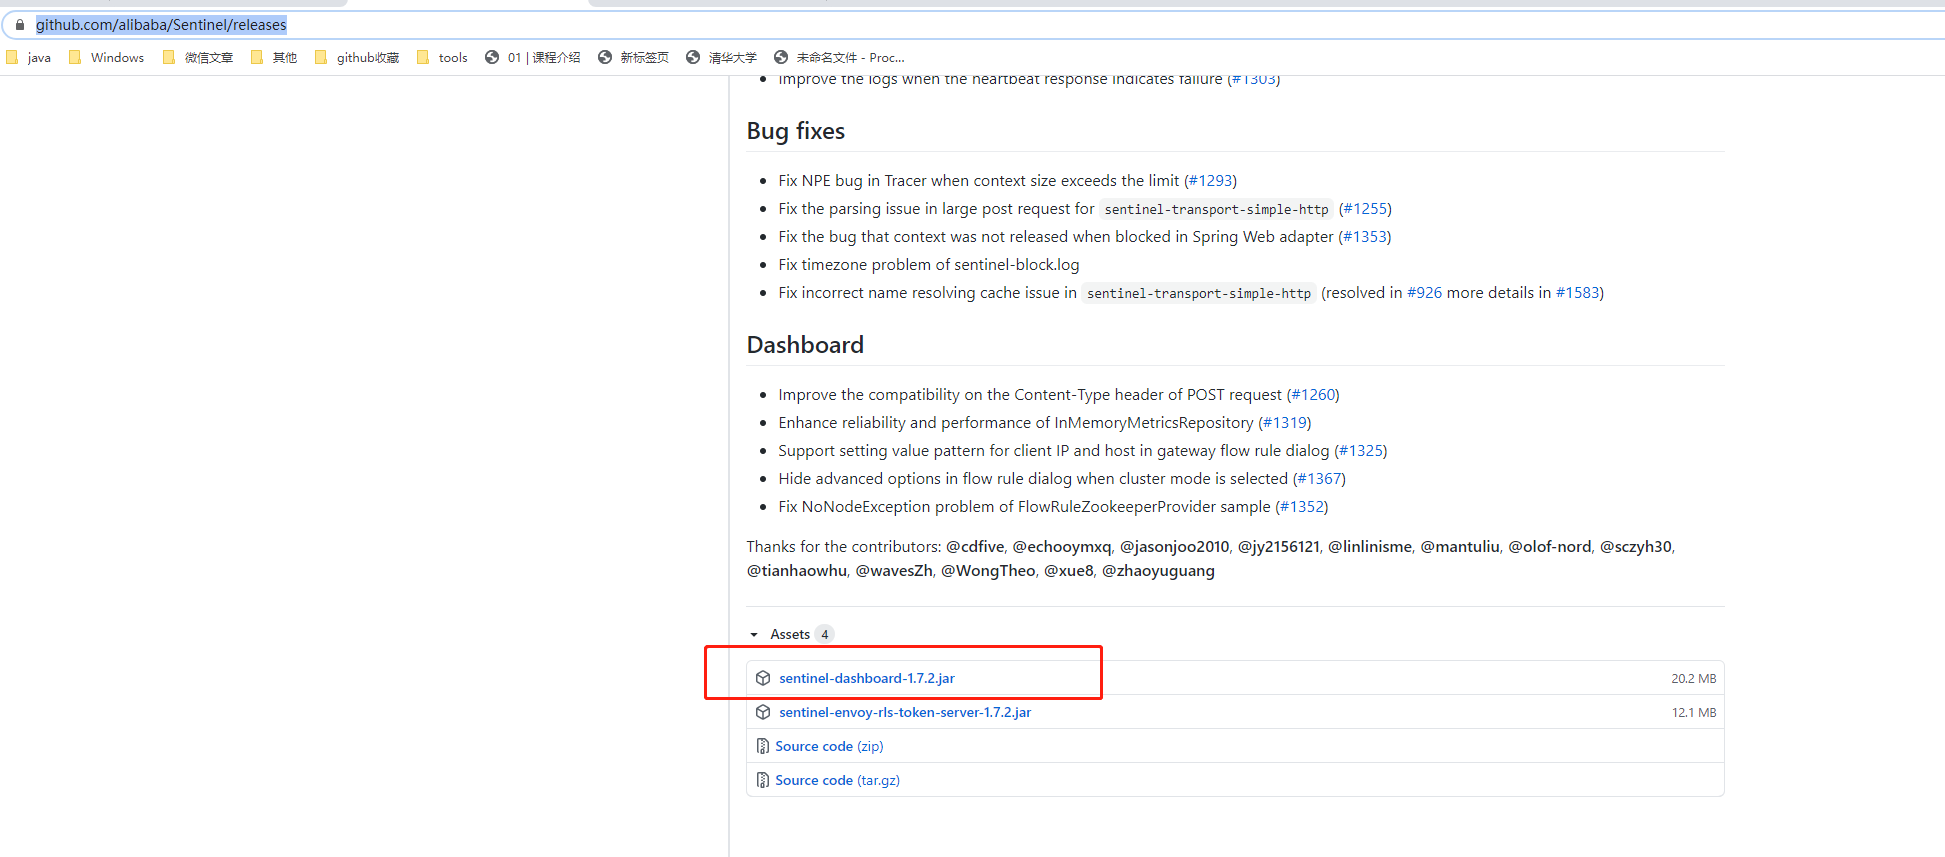 github.com/alibaba/Sentinel/releases
java Windows 微信文章 其他 github收藏 tools 01 | 课程介绍 新标签页 清华大学 未命名文件 - Proc...
Improve the logs when the heartbeat response indicates failure (#1303)
Bug fixes
Fix NPE bug in Tracer when context size exceeds the limit (#1293)
Fix the parsing issue in large post request for sentinel-transport-simple-http (#1255)
Fix the bug that context was not released when blocked in Spring Web adapter (#1353)
Fix timezone problem of sentinel-block.log
Fix incorrect name resolving cache issue in sentinel-transport-simple-http (resolved in #926 more details in #1583)
Dashboard
Improve the compatibility on the Content-Type header of POST request (#1260)
Enhance reliability and performance of InMemoryMetricsRepository (#1319)
Support setting value pattern for client IP and host in gateway flow rule dialog (#1325)
Hide advanced options in flow rule dialog when cluster mode is selected (#1367)
Fix NoNodeException problem of FlowRuleZookeeperProvider sample (#1352)
Thanks for the contributors: @cdfive, @echooymxq, @jasonjoo2010, @jy2156121, @linlinisme, @mantuliu, @olof-nord, @sczyh30,
@tianhaowhu, @wavesZh, @WongTheo, @xue8, @zhaoyuguang
Assets 4
sentinel-dashboard-1.7.2.jar 20.2 MB
sentinel-envoy-rls-token-server-1.7.2.jar 12.1 MB
Source code (zip)
Source code (tar.gz)